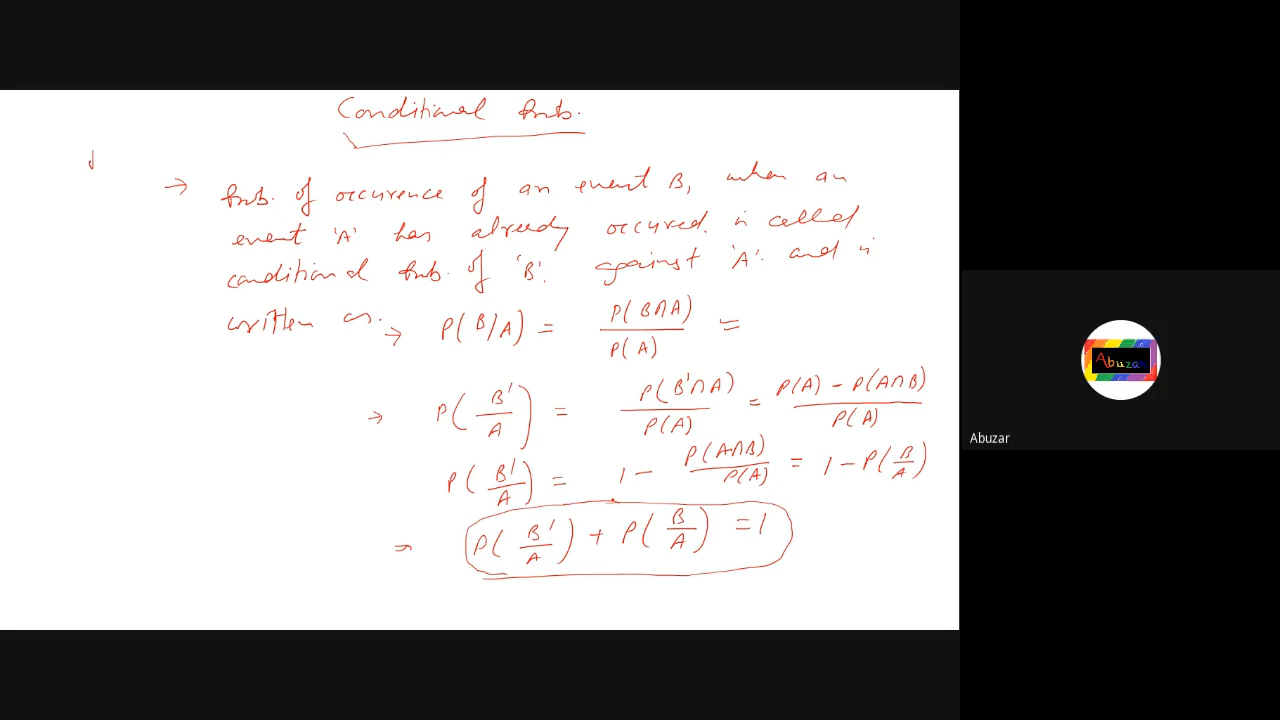 Conditional Prob.
→ Prob. of occurence of an event B, when an
event 'A' has already occured. is called
conditional Prob. of 'B'. against 'A'. and is
written as. → P(B/A) = P(B∩A)/P(A) =
→ P(B'/A) = P(B'∩A)/P(A) = (P(A) - P(A∩B))/P(A)
P(B'/A) = 1 - P(A∩B)/P(A) = 1 - P(B/A)
⇒ P(B'/A) + P(B/A) = 1
Abuzar
Abuzar